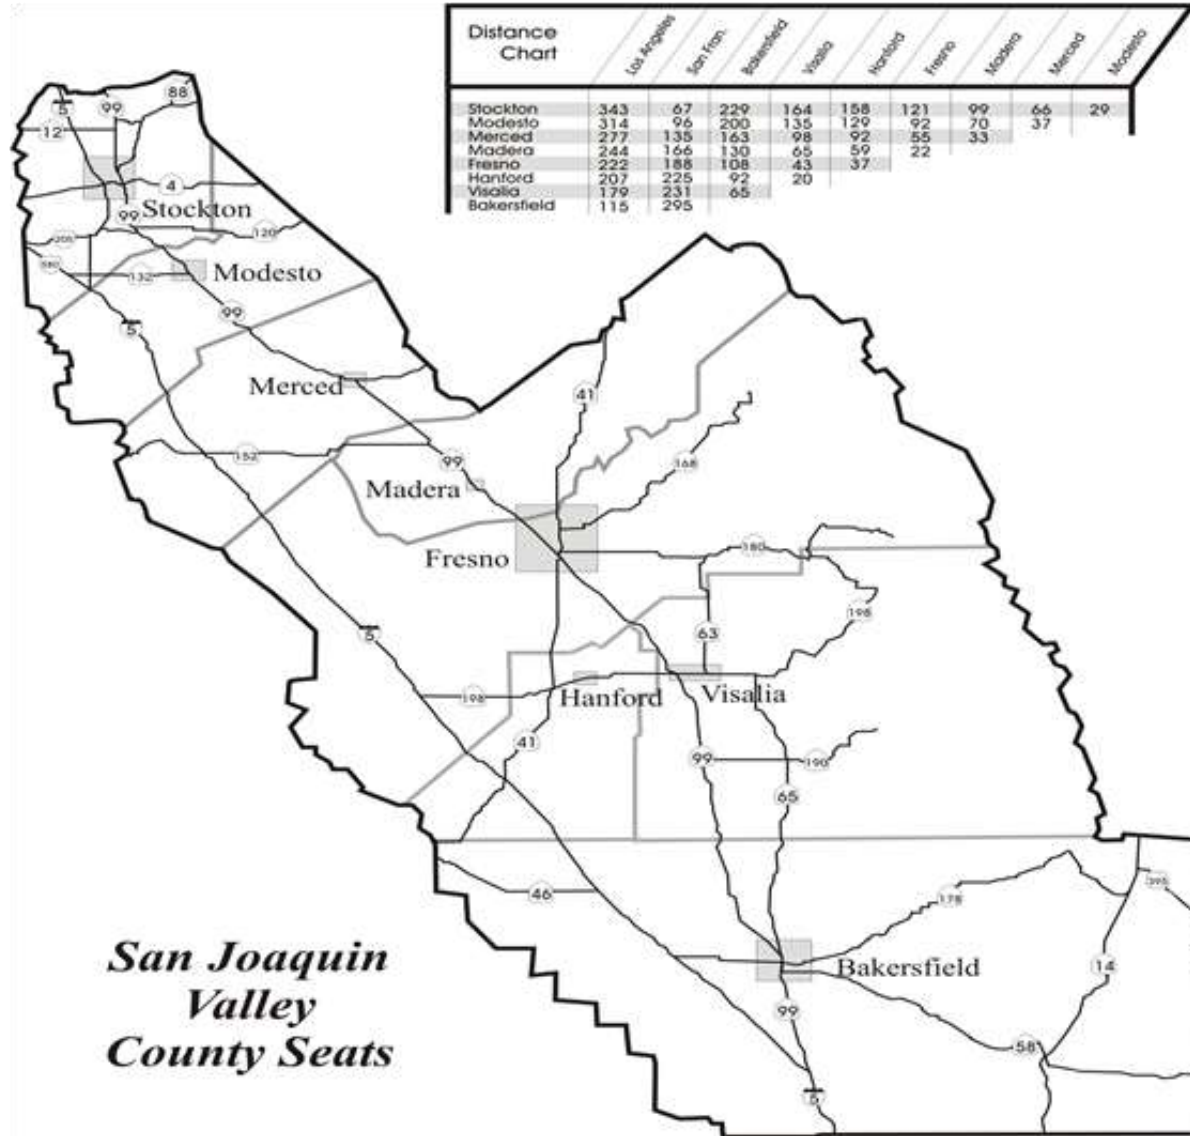 Distance
Chart
Los Angeles
San Fran.
Bakersfield
Visalia
Hanford
Fresno
Madera
Merced
Modesto
Stockton 343 67 229 164 158 121 99 66 29
Modesto 314 96 200 135 129 92 70 37
Merced 277 135 163 98 92 55 33
Madera 244 166 130 65 59 22
Fresno 222 188 108 43 37
Hanford 207 225 92 20
Visalia 179 231 65
Bakersfield 115 295
5
99
88
12
4
99
Stockton
205
120
580
132
Modesto
99
5
Merced
41
152
99
168
Madera
Fresno
180
198
5
63
198
Hanford
Visalia
41
99
190
65
46
178
395
San Joaquin
Valley
County Seats
Bakersfield
14
99
58
5